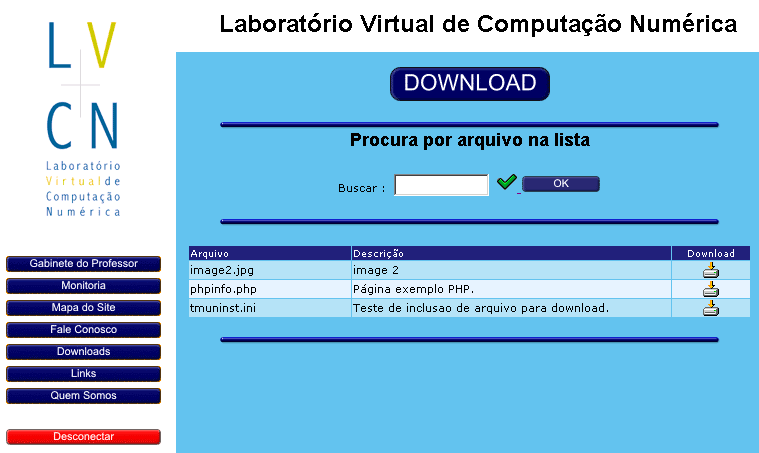 LV
CN
Laboratório
Virtual de
Computação
Numérica
Laboratório Virtual de Computação Numérica
DOWNLOAD
Procura por arquivo na lista
Buscar : OK
Arquivo Descrição Download
image2.jpg image 2
phpinfo.php Página exemplo PHP.
tmuninst.ini Teste de inclusao de arquivo para download.
Gabinete do Professor
Monitoria
Mapa do Site
Fale Conosco
Downloads
Links
Quem Somos
Desconectar